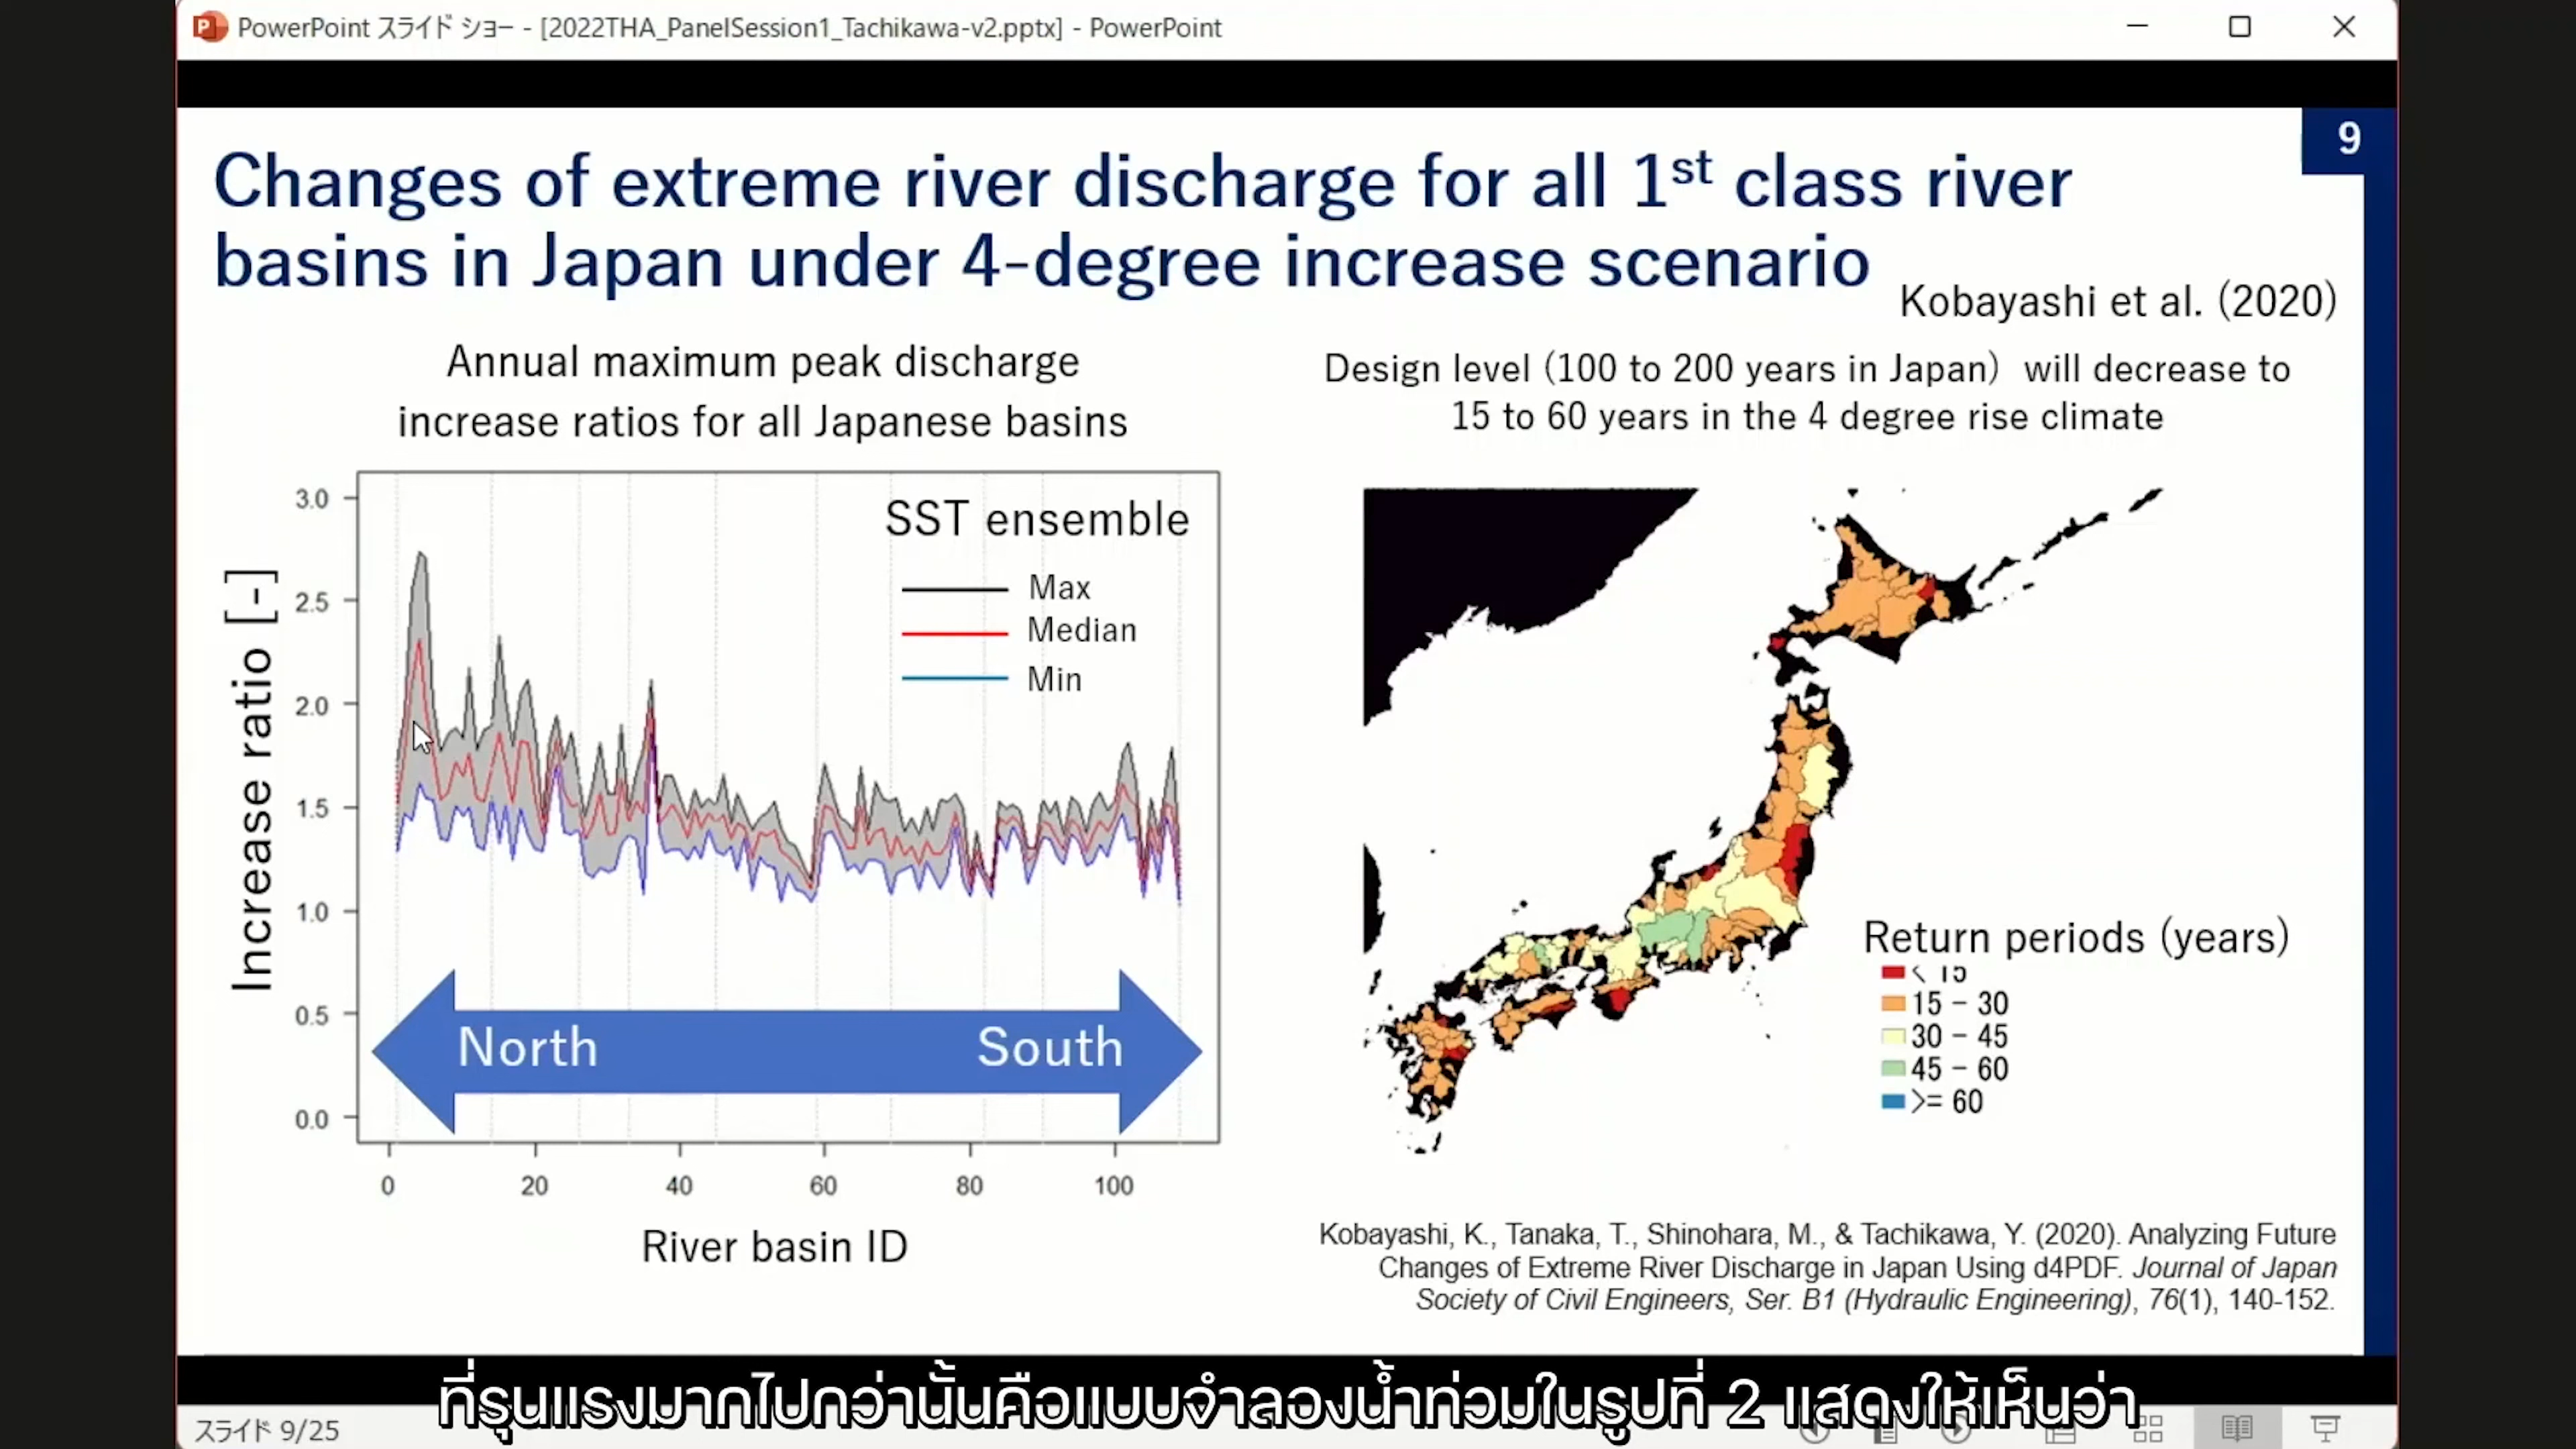 PowerPoint スライド ショー - [2022THA_PanelSession1_Tachikawa-v2.pptx] - PowerPoint
9
Changes of extreme river discharge for all 1st class river
basins in Japan under 4-degree increase scenario
Kobayashi et al. (2020)
Annual maximum peak discharge
increase ratios for all Japanese basins
Design level (100 to 200 years in Japan) will decrease to
15 to 60 years in the 4 degree rise climate
SST ensemble
Max
Median
Min
Increase ratio [-]
3.0
2.5
2.0
1.5
1.0
0.5
0.0
North
South
0 20 40 60 80 100
River basin ID
Return periods (years)
< 15
15 - 30
30 - 45
45 - 60
>= 60
Kobayashi, K., Tanaka, T., Shinohara, M., & Tachikawa, Y. (2020). Analyzing Future
Changes of Extreme River Discharge in Japan Using d4PDF. Journal of Japan
Society of Civil Engineers, Ser. B1 (Hydraulic Engineering), 76(1), 140-152.
ที่รุนแรงมากไปกว่านั้นคือแบบจำลองน้ำท่วมในรูปที่ 2 แสดงให้เห็นว่า
スライド 9/25